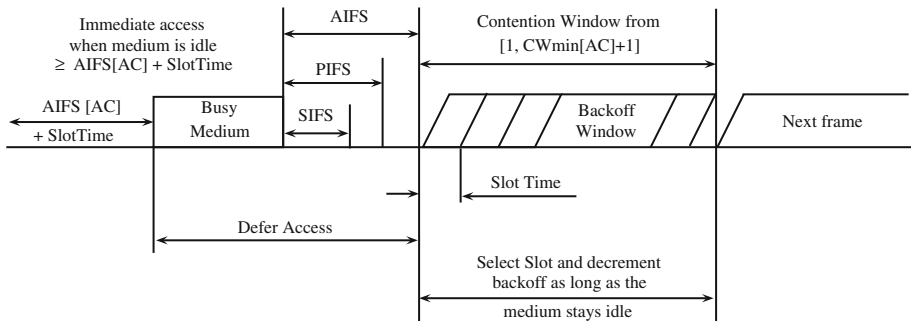 Immediate access
when medium is idle
≥ AIFS[AC] + SlotTime
AIFS
Contention Window from
[1, CWmin[AC]+1]
PIFS
AIFS [AC]
+ SlotTime
Busy
Medium
SIFS
Backoff
Window
Next frame
Slot Time
Defer Access
Select Slot and decrement
backoff as long as the
medium stays idle